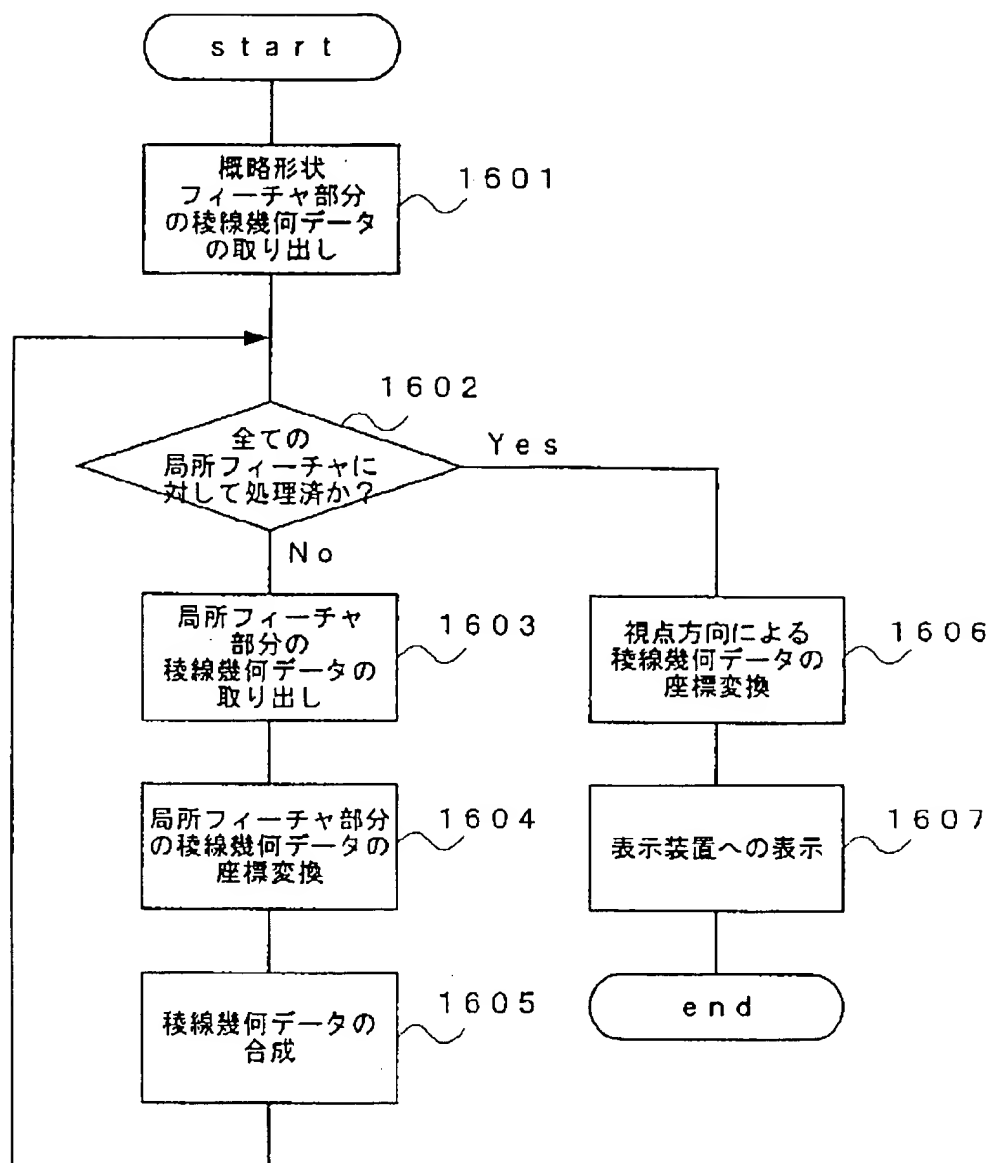 start
概略形状
フィーチャ部分
の稜線幾何データ
の取り出し
1601
1602
全ての
局所フィーチャに
対して処理済か?
Yes
No
局所フィーチャ
部分の
稜線幾何データの
取り出し
1603
視点方向による
稜線幾何データの
座標変換
1606
局所フィーチャ部分
の稜線幾何データの
座標変換
1604
表示装置への表示
1607
稜線幾何データの
合成
1605
end